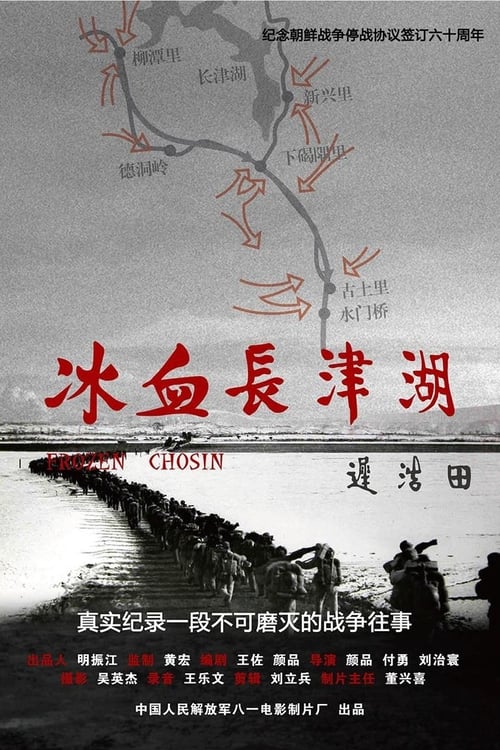 纪念朝鲜战争停战协议签订六十周年
柳潭里
长津湖
新兴里
德洞岭
下碣隅里
古土里
水门桥
冰血長津湖
FROZEN CHOSIN
遲浩田
真实纪录一段不可磨灭的战争往事
出品人 明振江 监制 黄宏 编剧 王佐 颜品 导演 颜品 付勇 刘治寰
摄影 吴英杰 录音 王乐文 剪辑 刘立兵 制片主任 董兴喜
中国人民解放军八一电影制片厂 出品